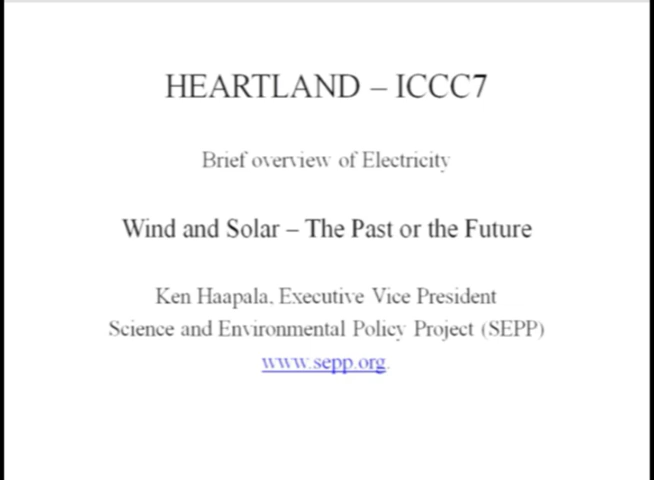 HEARTLAND – ICCC7
Brief overview of Electricity
Wind and Solar – The Past or the Future
Ken Haapala, Executive Vice President
Science and Environmental Policy Project (SEPP)
www.sepp.org.